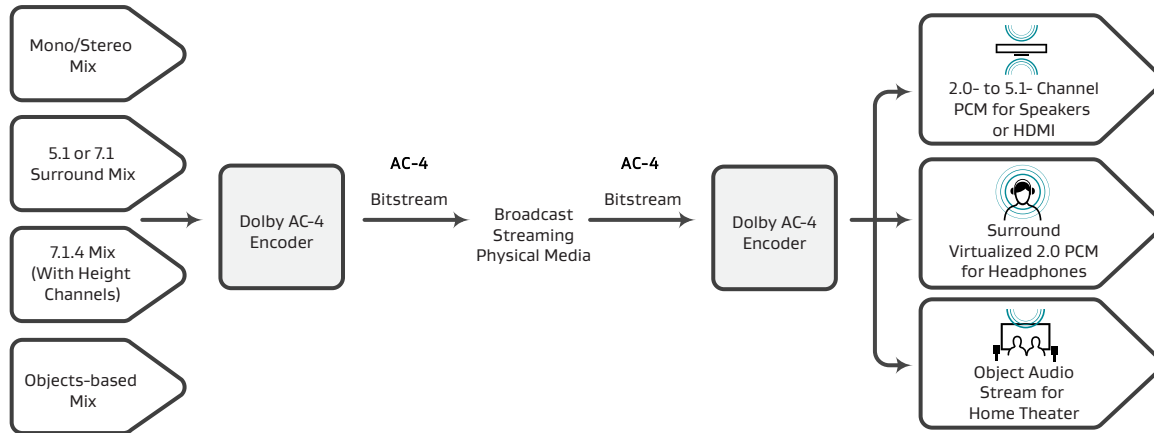 Mono/Stereo
Mix
5.1 or 7.1
Surround Mix
7.1.4 Mix
(With Height
Channels)
Objects-based
Mix
Dolby AC-4
Encoder
AC-4
Bitstream
Broadcast
Streaming
Physical Media
AC-4
Bitstream
Dolby AC-4
Encoder
2.0- to 5.1- Channel
PCM for Speakers
or HDMI
Surround
Virtualized 2.0 PCM
for Headphones
Object Audio
Stream for
Home Theater